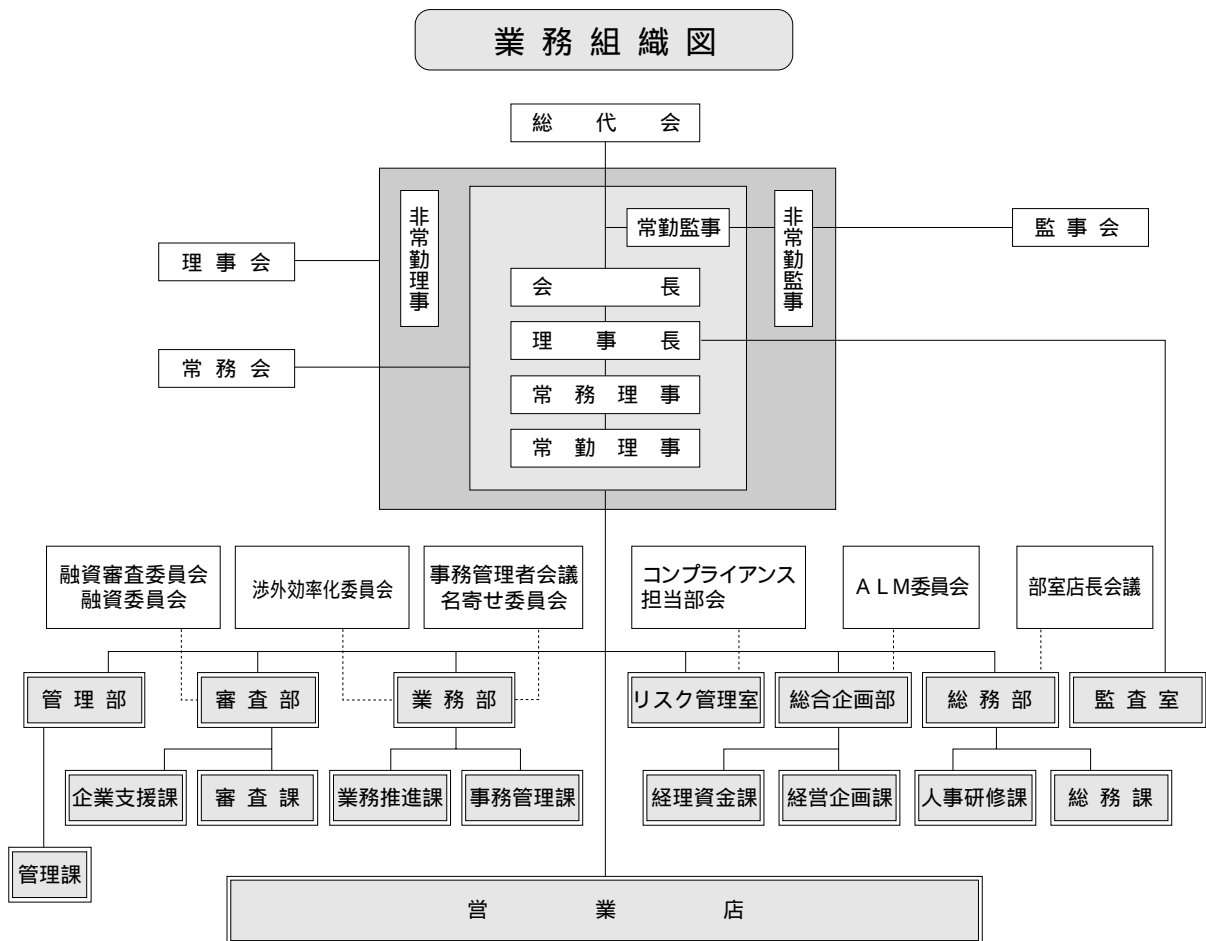 業務組織図
総代会
非常勤理事
常勤監事
非常勤監事
監事会
理事会
会長
理事長
常務会
常務理事
常勤理事
融資審査委員会
融資委員会
渉外効率化委員会
事務管理者会議
名寄せ委員会
コンプライアンス
担当部会
ALM委員会
部室店長会議
管理部
審査部
業務部
リスク管理室
総合企画部
総務部
監査室
企業支援課
審査課
業務推進課
事務管理課
経理資金課
経営企画課
人事研修課
総務課
管理課
営業店